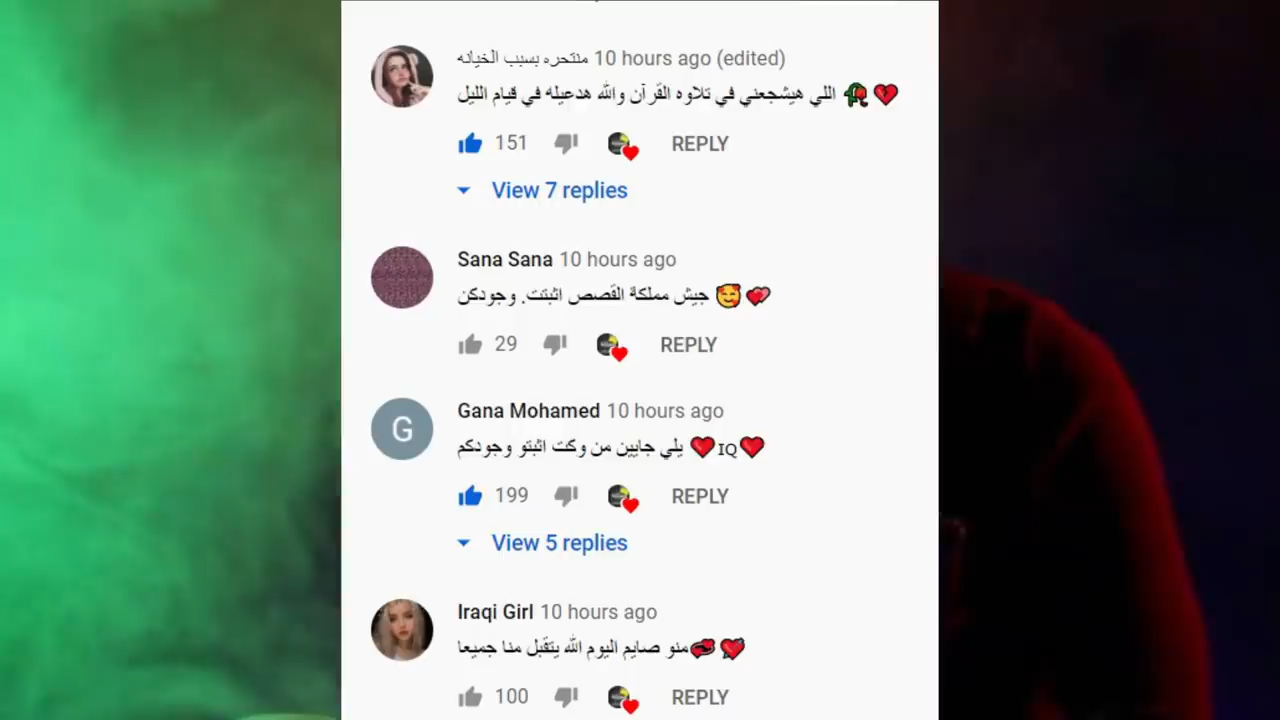 منتحره بسبب الخيانه 10 hours ago (edited)
اللي هيشجعني في تلاوه القرآن والله هدعيله في قيام الليل 🥀💔
151 REPLY
View 7 replies
Sana Sana 10 hours ago
جيش مملكة القصص اثبتت. وجودكن 🥰💞
29 REPLY
G
Gana Mohamed 10 hours ago
يلي جايين من وكت اثبتو وجودكم ❤️IQ❤️
199 REPLY
View 5 replies
Iraqi Girl 10 hours ago
منو صايم اليوم الله يتقبل منا جميعا💞💘
100 REPLY